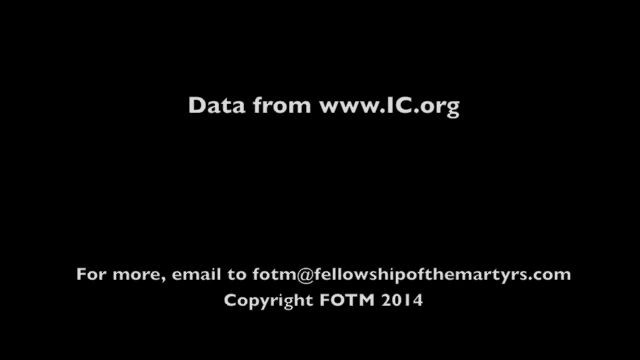 Data from www.IC.org
For more, email to fotm@fellowshipofthemartyrs.com
Copyright FOTM 2014